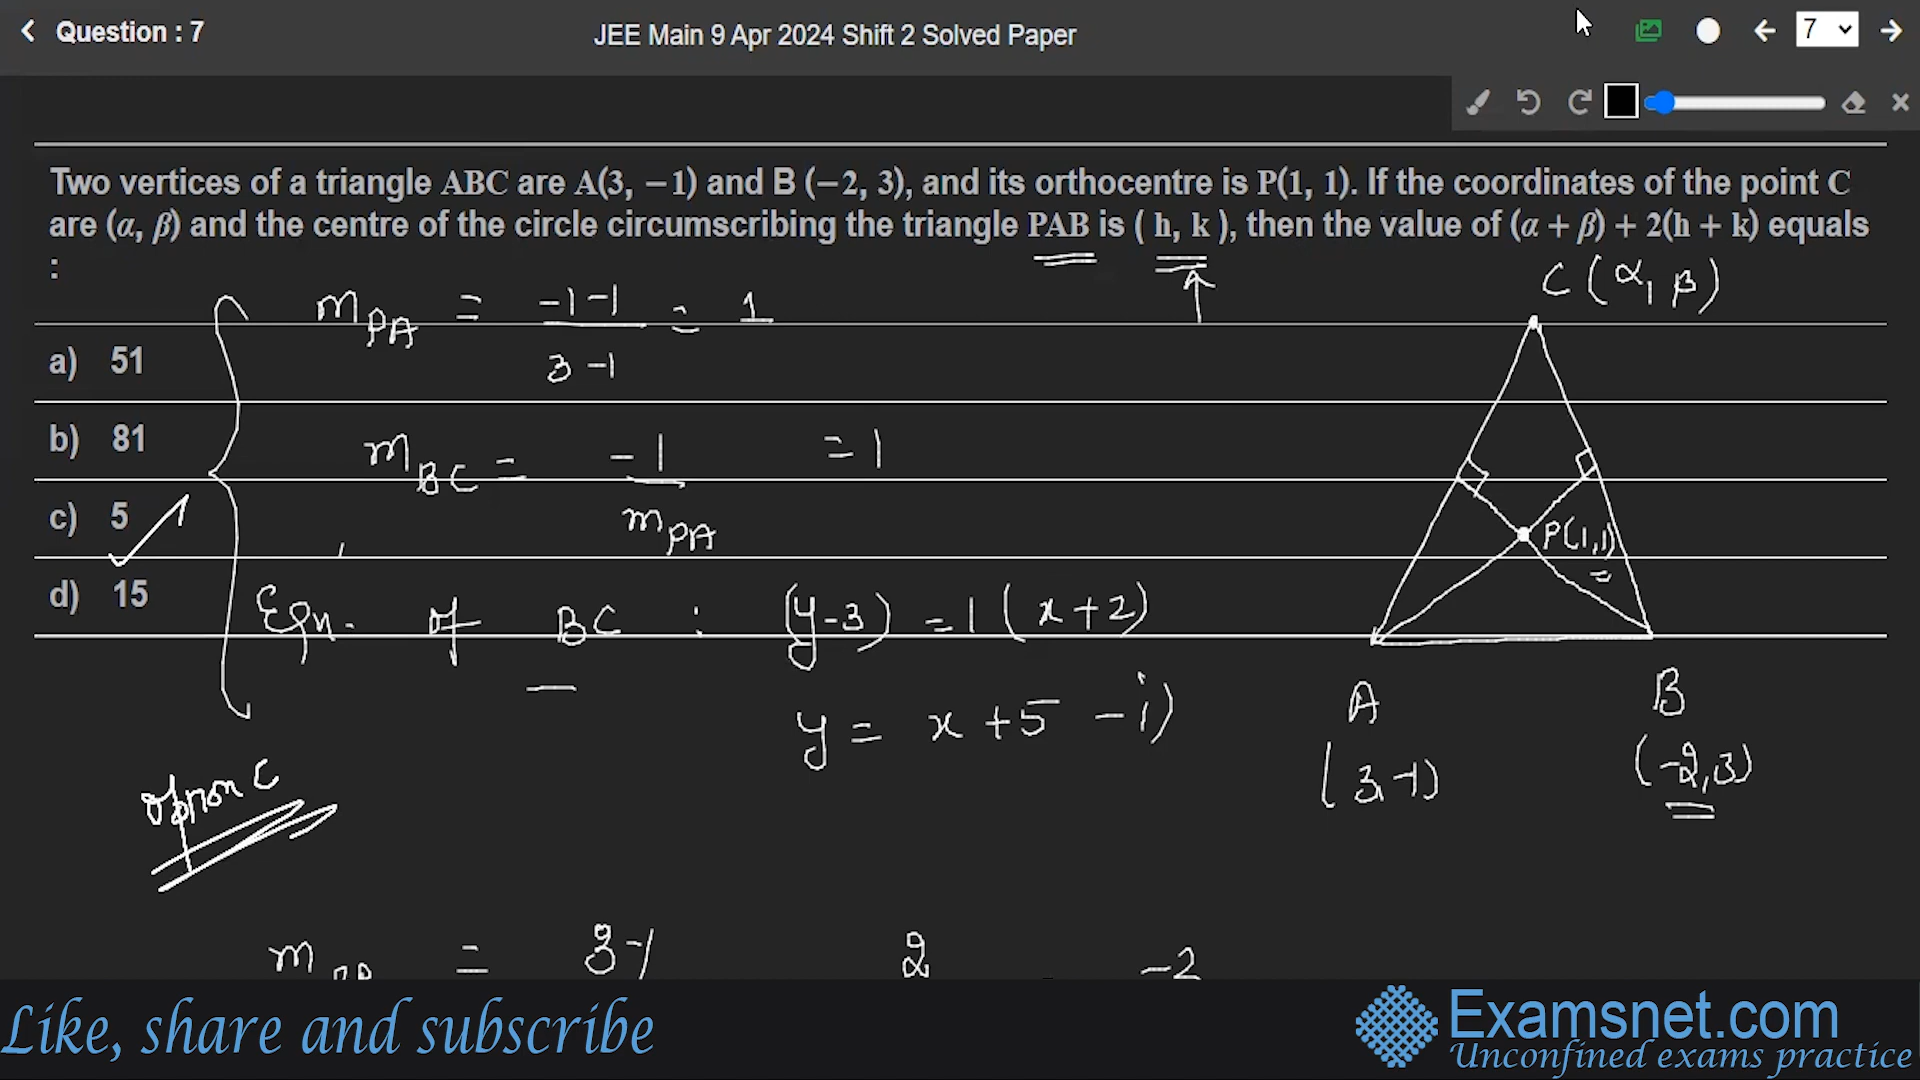 Question : 7
JEE Main 9 Apr 2024 Shift 2 Solved Paper
7
Two vertices of a triangle ABC are A(3, −1) and B (−2, 3), and its orthocentre is P(1, 1). If the coordinates of the point C
are (α, β) and the centre of the circle circumscribing the triangle PAB is ( h, k ), then the value of (α + β) + 2(h + k) equals
:
C (α, β)
m_PA = (-1-1)/(3-1) = 1
a) 51
b) 81
m_BC = -1/m_PA = 1
c) 5
P(1,1)
d) 15
Eqn. of BC : (y-3) = 1 (x+2)
y = x+5 -i)
A
B
(3,-1)
(-2,3)
Option C
m = 3-1 2 -2
Like, share and subscribe
Examsnet.com
Unconfined exams practice